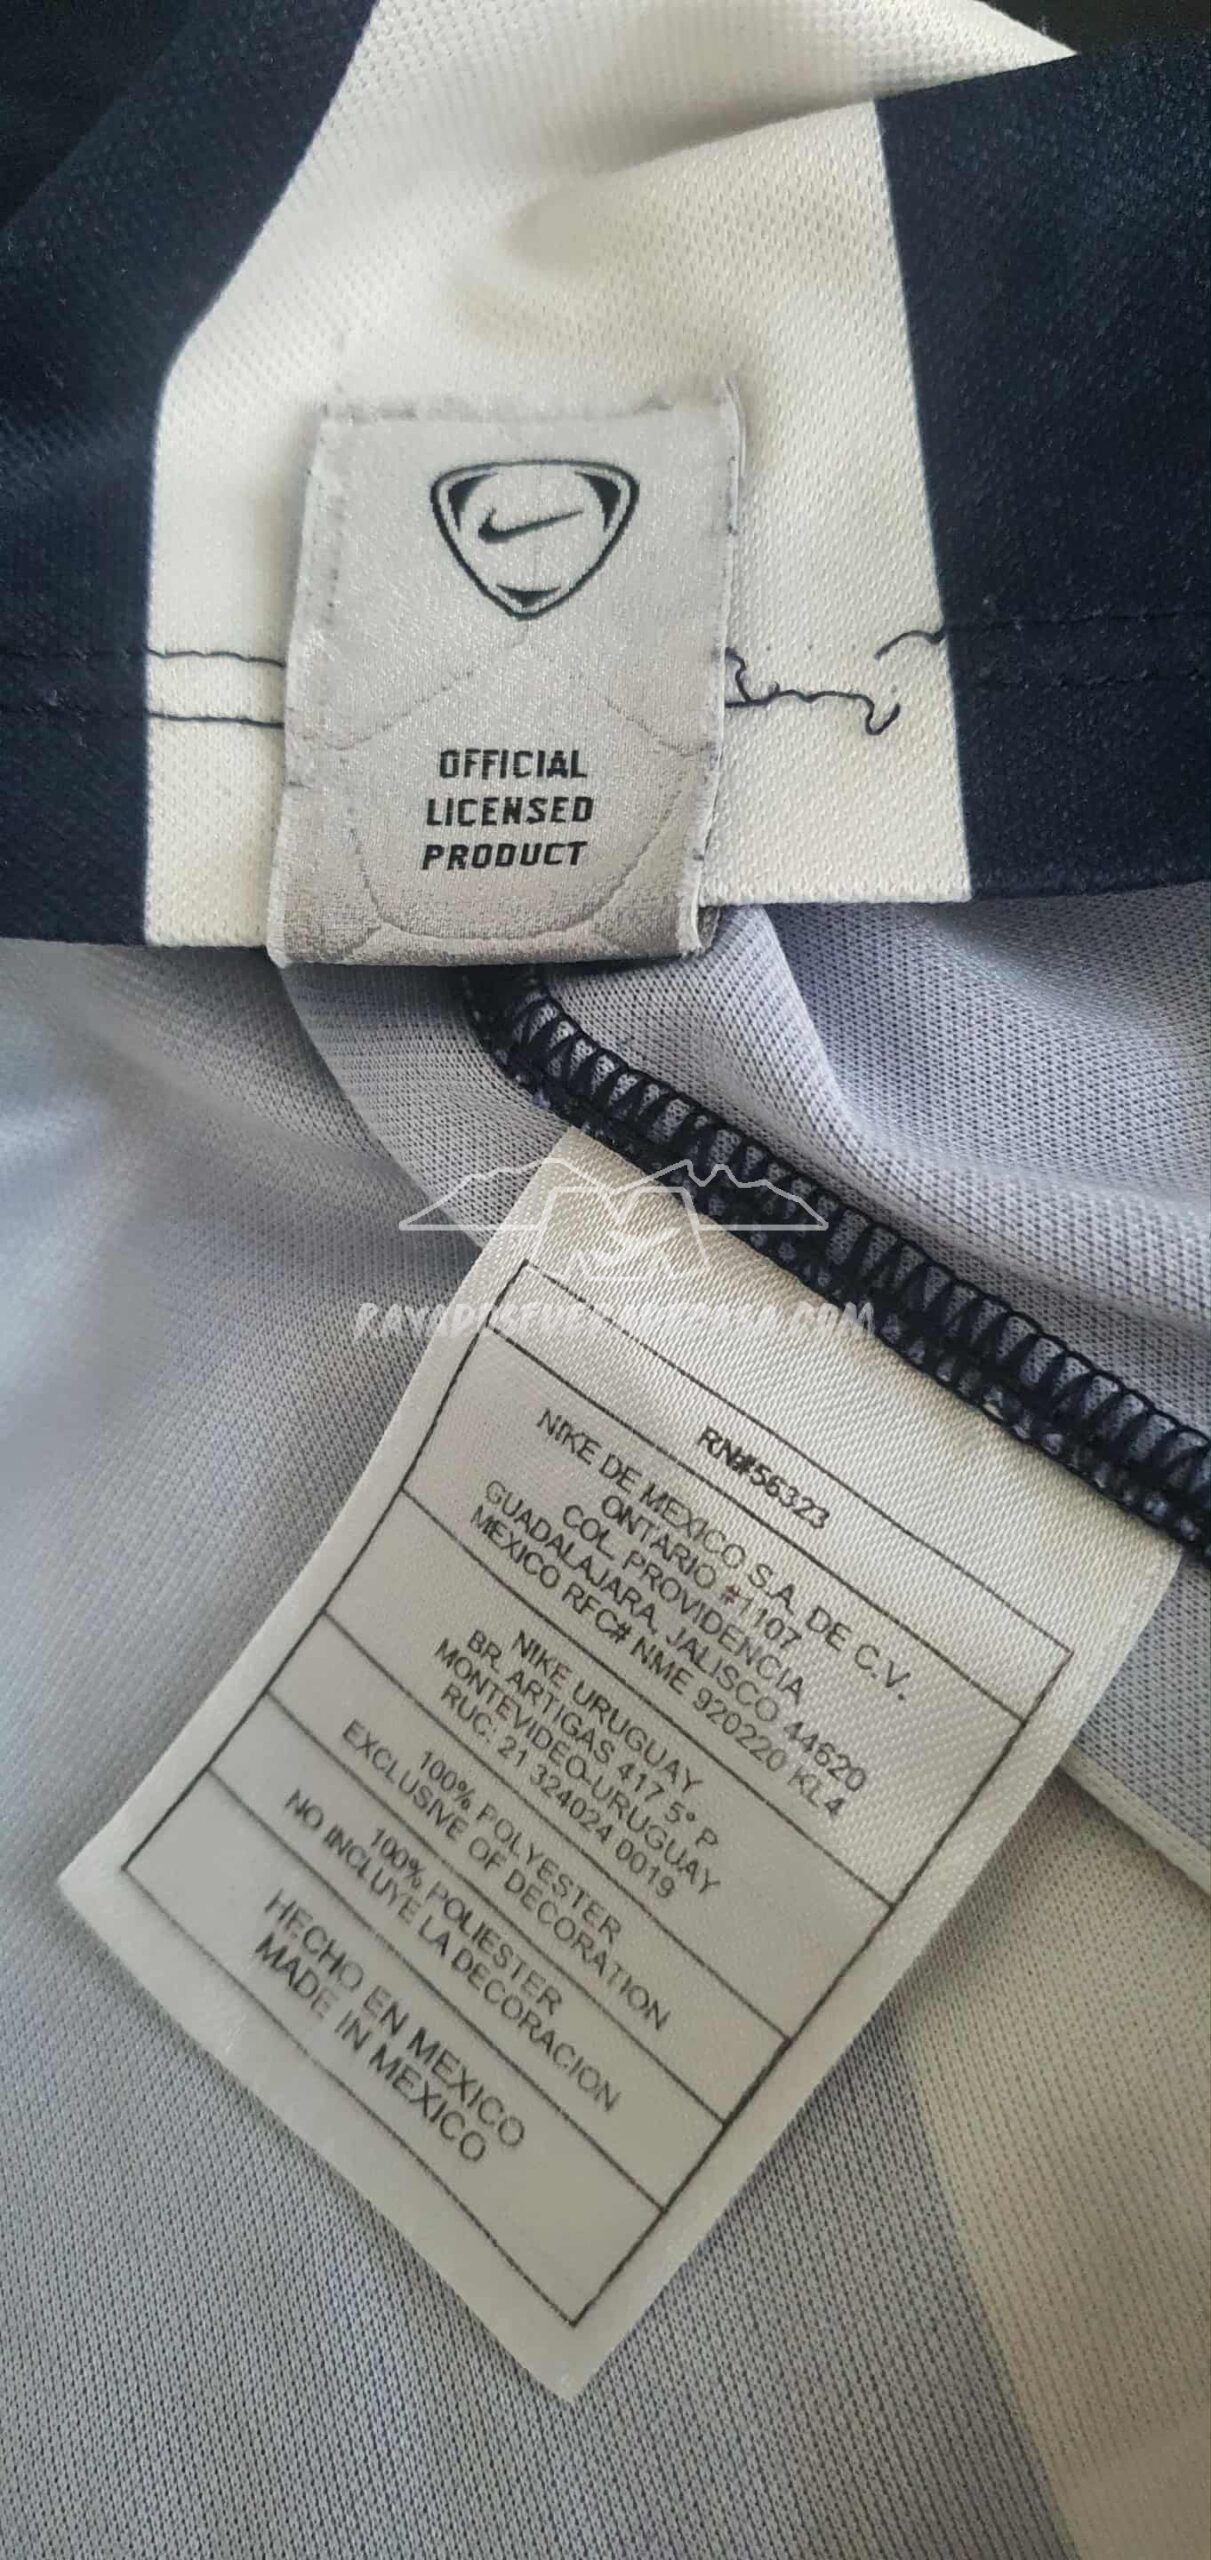 OFFICIAL
LICENSED
PRODUCT
RN#56323
NIKE DE MEXICO S.A. DE C.V.
ONTARIO #1107
COL. PROVIDENCIA
GUADALAJARA, JALISCO 44620
MEXICO RFC# NME 920220 KL4
NIKE URUGUAY
BR. ARTIGAS 417 5° P
MONTEVIDEO-URUGUAY
RUC: 21 324024 0019
100% POLYESTER
EXCLUSIVE OF DECORATION
100% POLIESTER
NO INCLUYE LA DECORACION
HECHO EN MEXICO
MADE IN MEXICO